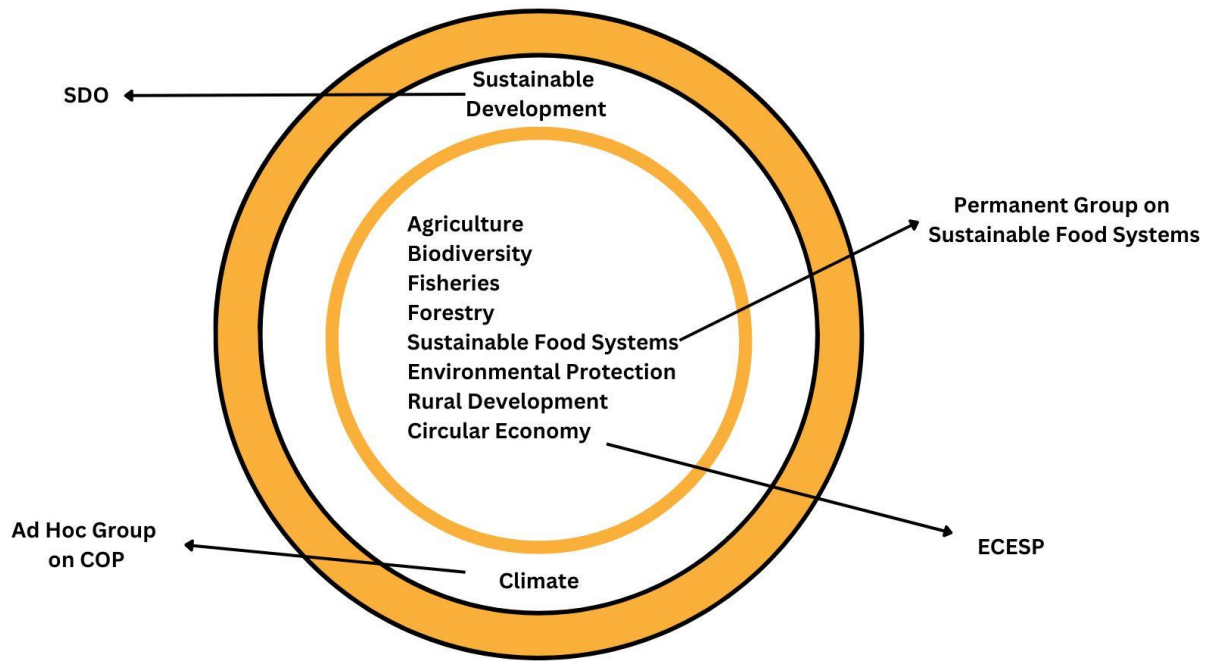 Sustainable
Development
SDO
Permanent Group on
Sustainable Food Systems
Agriculture
Biodiversity
Fisheries
Forestry
Sustainable Food Systems
Environmental Protection
Rural Development
Circular Economy
Ad Hoc Group
on COP
ECESP
Climate